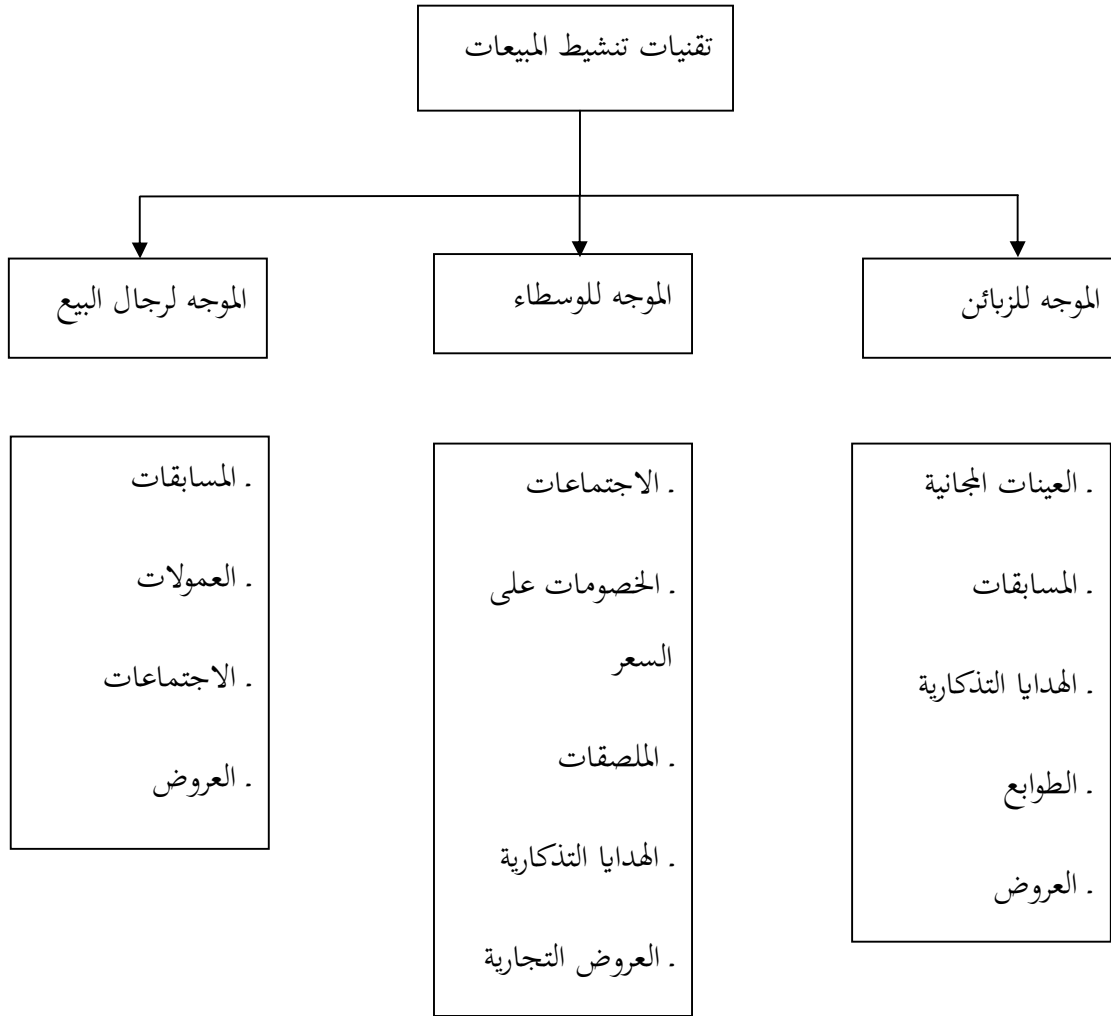 تقنيات تنشيط المبيعات
الموجه للزبائن
الموجه للوسطاء
الموجه لرجال البيع
. العينات المجانية
. المسابقات
. الهدايا التذكارية
. الطوابع
. العروض
. الاجتماعات
. الخصومات على
السعر
. الملصقات
. الهدايا التذكارية
. العروض التجارية
. المسابقات
. العمولات
. الاجتماعات
. العروض